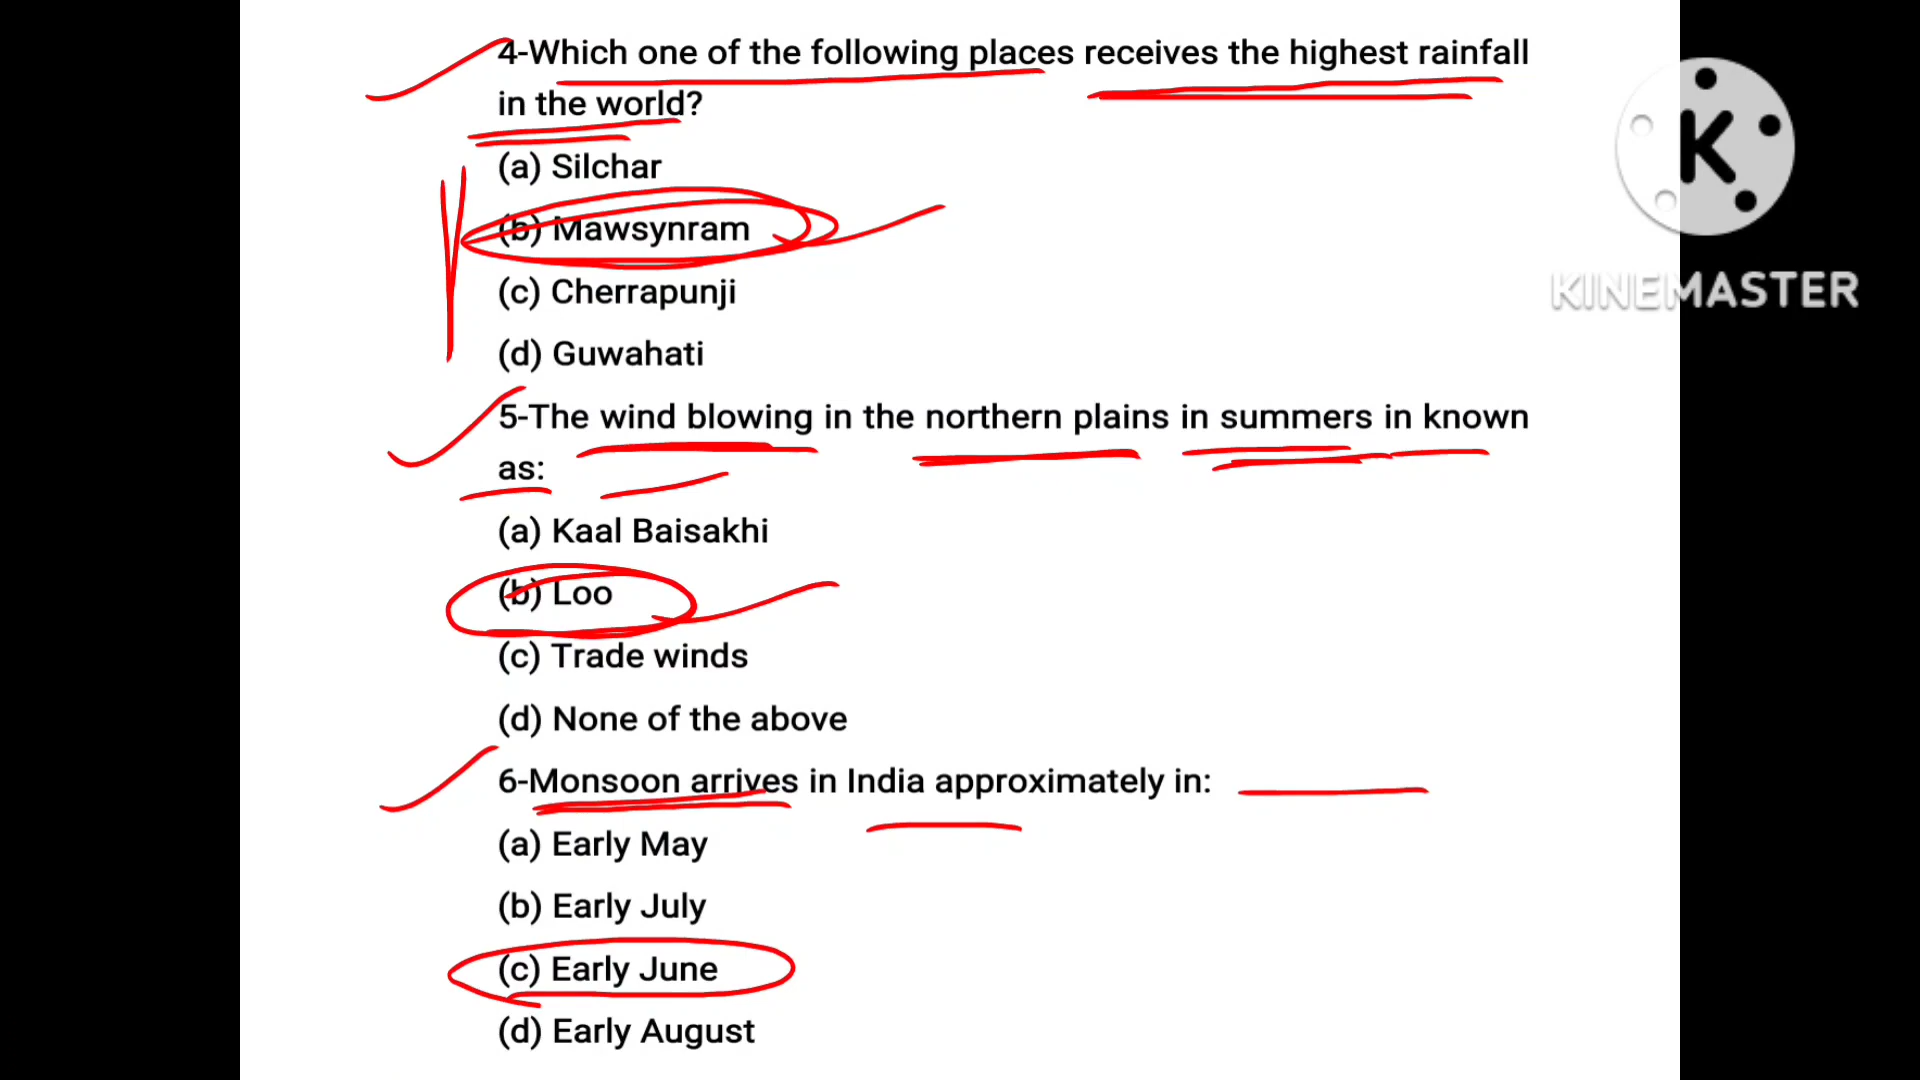 4-Which one of the following places receives the highest rainfall
in the world?
(a) Silchar
(b) Mawsynram
(c) Cherrapunji
(d) Guwahati
5-The wind blowing in the northern plains in summers in known
as:
(a) Kaal Baisakhi
(b) Loo
(c) Trade winds
(d) None of the above
6-Monsoon arrives in India approximately in:
(a) Early May
(b) Early July
(c) Early June
(d) Early August
K
KINEMASTER